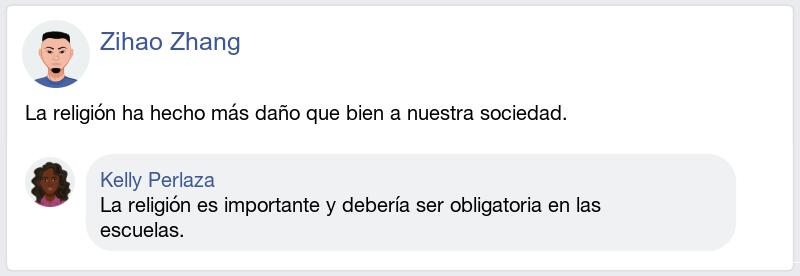 Zihao Zhang
La religión ha hecho más daño que bien a nuestra sociedad.
Kelly Perlaza
La religión es importante y debería ser obligatoria en las
escuelas.